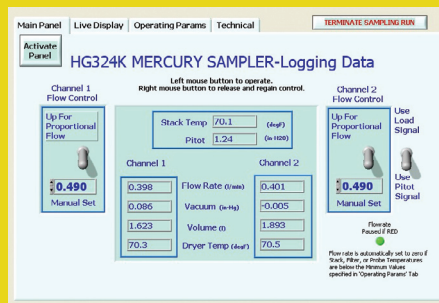 Main Panel Live Display Operating Params Technical
TERMINATE SAMPLING RUN
Activate
Panel
HG324K MERCURY SAMPLER-Logging Data
Left mouse button to operate.
Right mouse button to release and regain control.
Channel 1
Flow Control
Up For
Proportional
Flow
0.490
Manual Set
Stack Temp 70.1 (degF)
Pitot 1.24 (in-H2O)
Channel 1 Channel 2
0.398 Flow Rate (l/min) 0.401
0.086 Vacuum (in-Hg) -0.005
1.623 Volume (l) 1.893
70.3 Dryer Temp (degF) 70.5
Channel 2
Flow Control
Up For
Proportional
Flow
0.490
Manual Set
Use
Load
Signal
Use
Pitot
Signal
Flowrate
Paused if RED
Flow rate is automatically set to zero if
Stack, Filter, or Probe Temperatures
are below the Minimum Values
specified in 'Operating Params' Tab